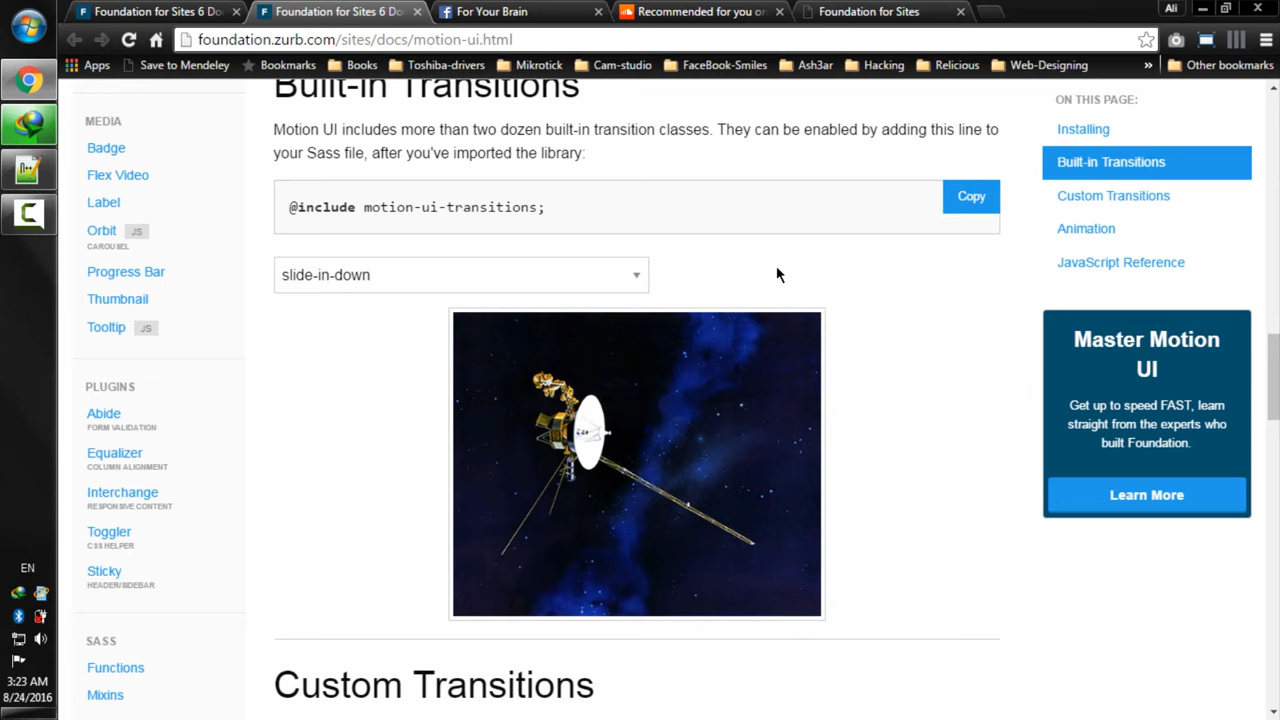 Foundation for Sites 6 Do
Foundation for Sites 6 Do
For Your Brain
Recommended for you on
Foundation for Sites
Ali
foundation.zurb.com/sites/docs/motion-ui.html
Apps
Save to Mendeley
Bookmarks
Books
Toshiba-drivers
Mikrotick
Cam-studio
FaceBook-Smiles
Ash3ar
Hacking
Relicious
Web-Designing
»
Other bookmarks
MEDIA
Badge
Flex Video
Label
Orbit JS
CAROUSEL
Progress Bar
Thumbnail
Tooltip JS
PLUGINS
Abide
FORM VALIDATION
Equalizer
COLUMN ALIGNMENT
Interchange
RESPONSIVE CONTENT
Toggler
CSS HELPER
Sticky
HEADER/SIDEBAR
SASS
Functions
Mixins
Built-in Transitions
Motion UI includes more than two dozen built-in transition classes. They can be enabled by adding this line to
your Sass file, after you've imported the library:
@include motion-ui-transitions;
Copy
slide-in-down
Custom Transitions
ON THIS PAGE:
Installing
Built-in Transitions
Custom Transitions
Animation
JavaScript Reference
Master Motion
UI
Get up to speed FAST, learn
straight from the experts who
built Foundation.
Learn More
EN
3:23 AM
8/24/2016